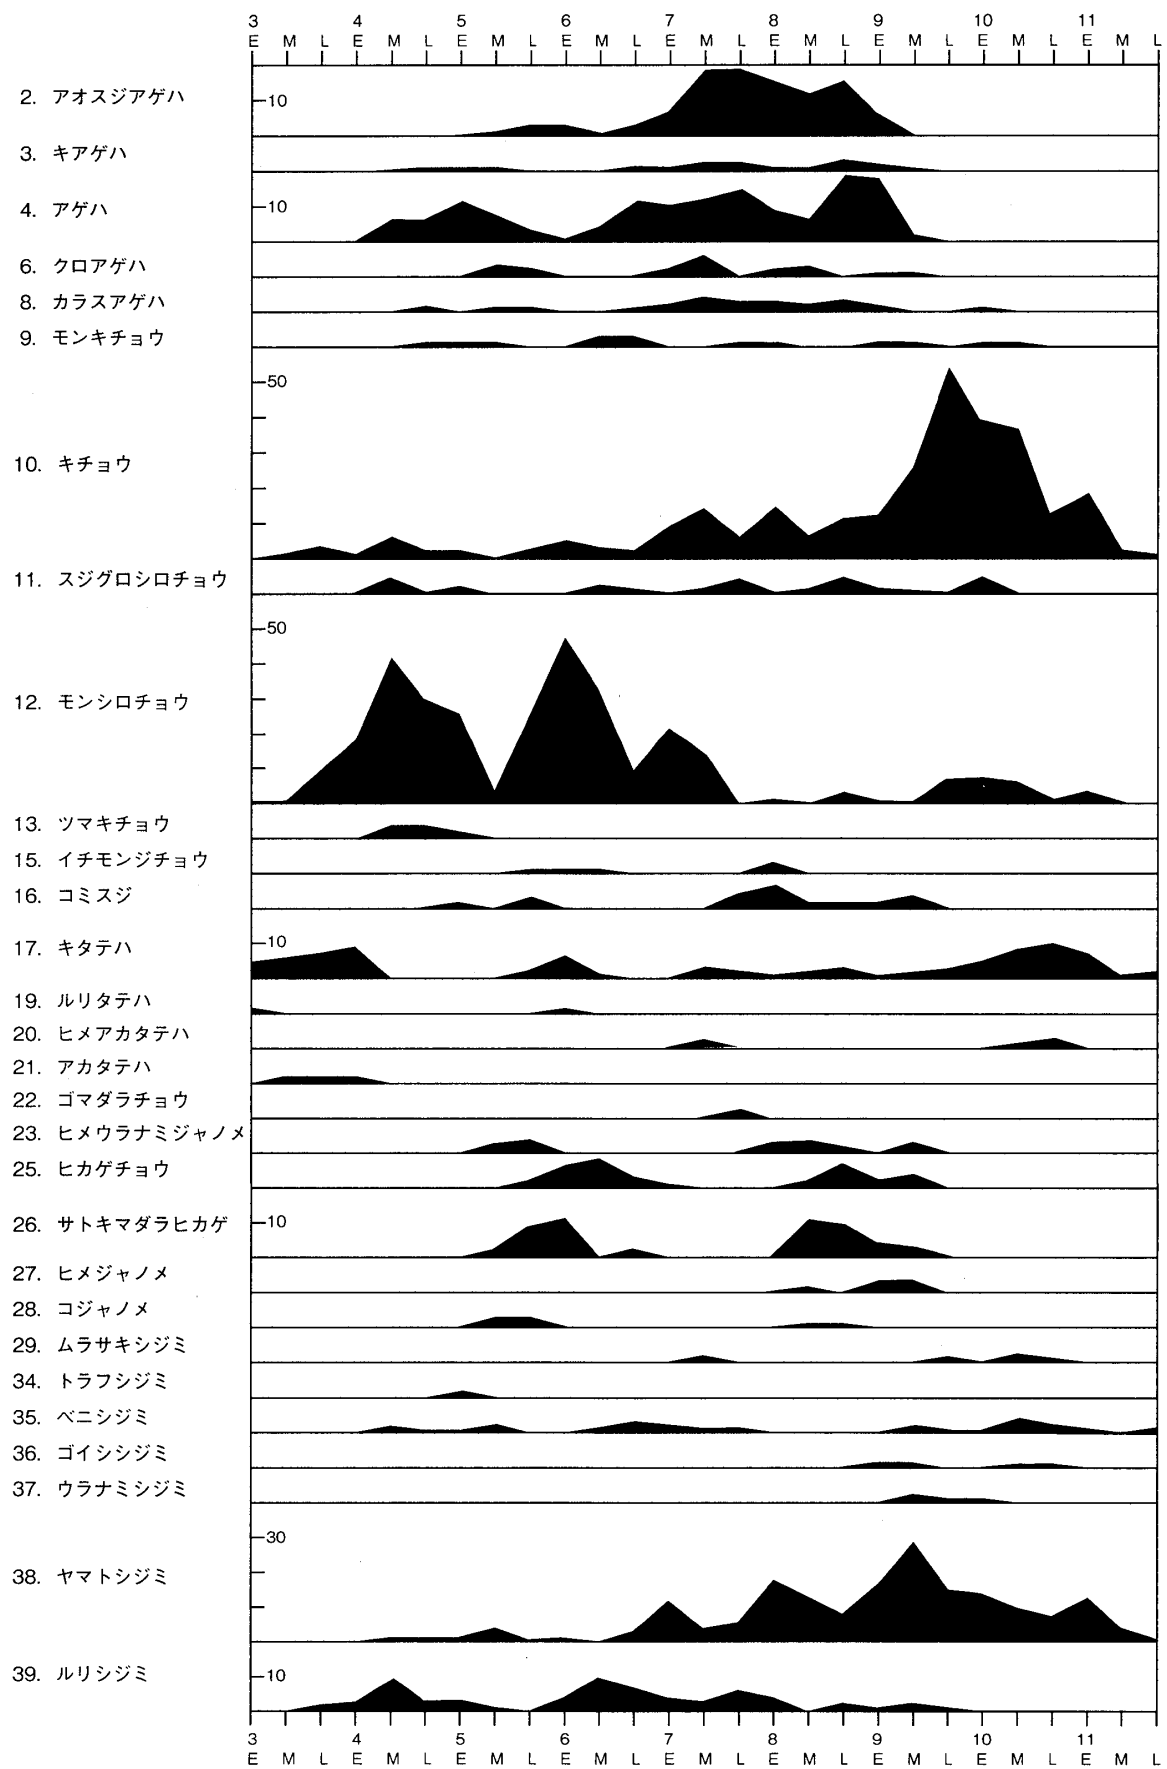 3 4 5 6 7 8 9 10 11
E M L E M L E M L E M L E M L E M L E M L E M L E M L
2. アオスジアゲハ -10
3. キアゲハ
4. アゲハ -10
6. クロアゲハ
8. カラスアゲハ
9. モンキチョウ
-50
10. キチョウ
11. スジグロシロチョウ
-50
12. モンシロチョウ
13. ツマキチョウ
15. イチモンジチョウ
16. コミスジ
17. キタテハ -10
19. ルリタテハ
20. ヒメアカタテハ
21. アカタテハ
22. ゴマダラチョウ
23. ヒメウラナミジャノメ
25. ヒカゲチョウ
26. サトキマダラヒカゲ -10
27. ヒメジャノメ
28. コジャノメ
29. ムラサキシジミ
34. トラフシジミ
35. ベニシジミ
36. ゴイシシジミ
37. ウラナミシジミ
-30
38. ヤマトシジミ
39. ルリシジミ -10
3 4 5 6 7 8 9 10 11
E M L E M L E M L E M L E M L E M L E M L E M L E M L